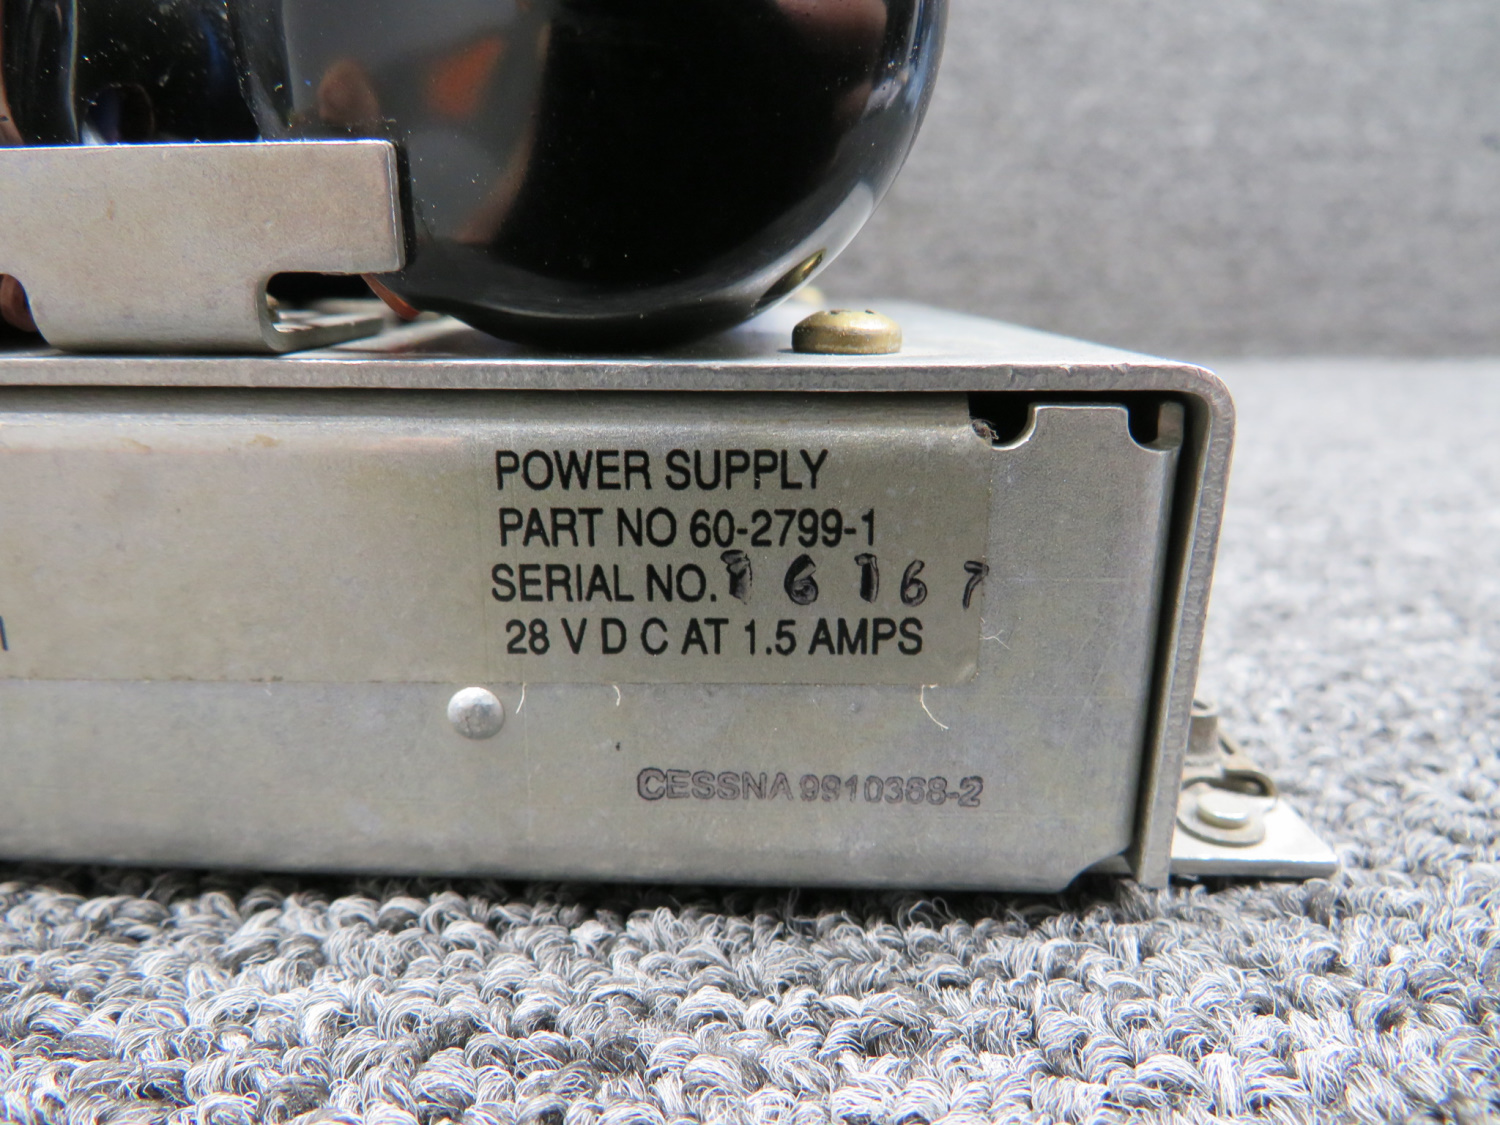 POWER SUPPLY
PART NO 60-2799-1
SERIAL NO. 16167
28 V D C AT 1.5 AMPS
CESSNA 9910368-2